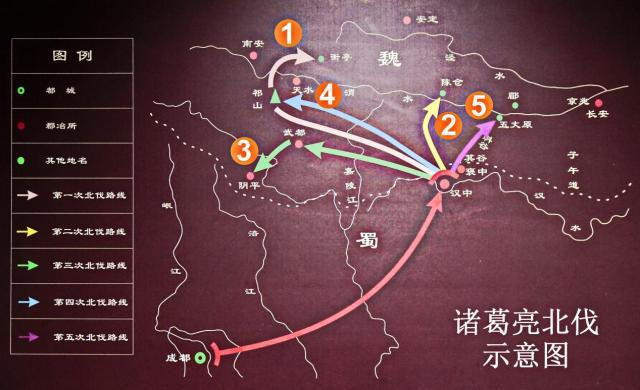 图例
都城
郡治所
其他地名
第一次北伐路线
第二次北伐路线
第三次北伐路线
第四次北伐路线
第五次北伐路线
安定
南安
1
街亭
魏
泾
水
祁山
天水
4
渭
水
陈仓
2
5
郿
京兆
长安
五丈原
武都
3
阴平
斜谷
箕谷
褒中
汉中
子午道
汉
水
嘉陵江
蜀
岷
江
涪
江
成都
诸葛亮北伐
示意图